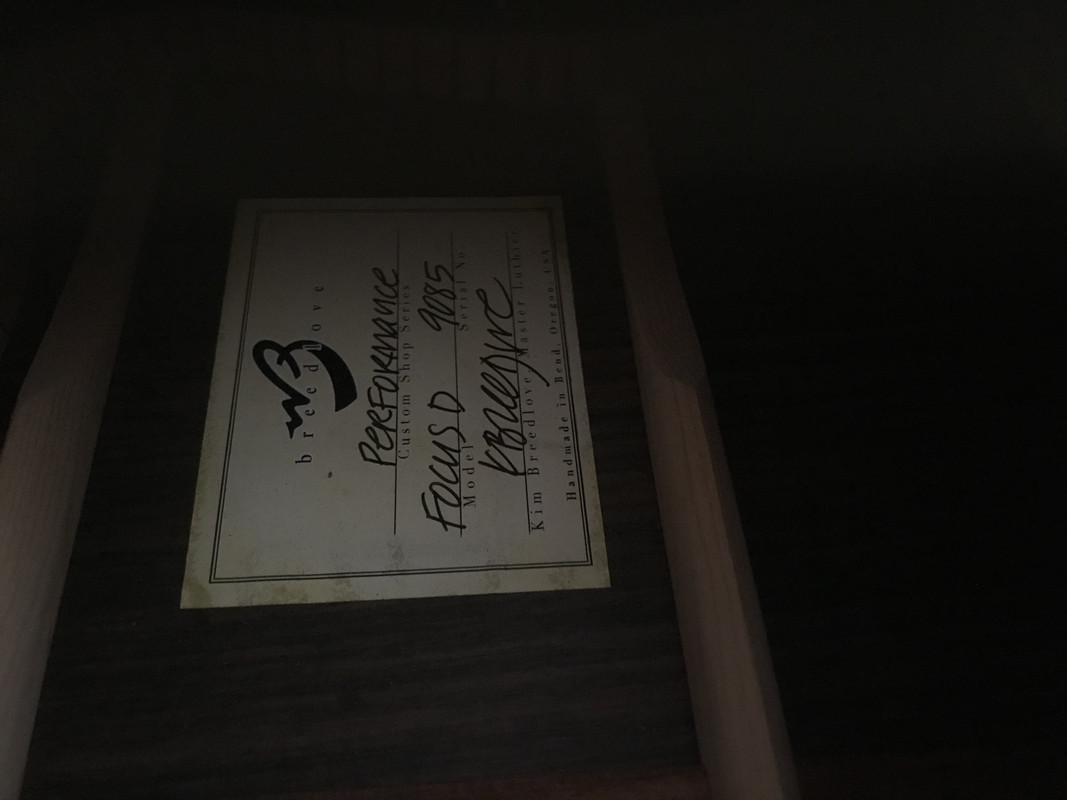 breedlove
PERFORMANCE
Custom Shop Series
FOCUS D 9085
Model Serial No.
Kim Breedlove, Master Luthier
Handmade in Bend, Oregon, USA